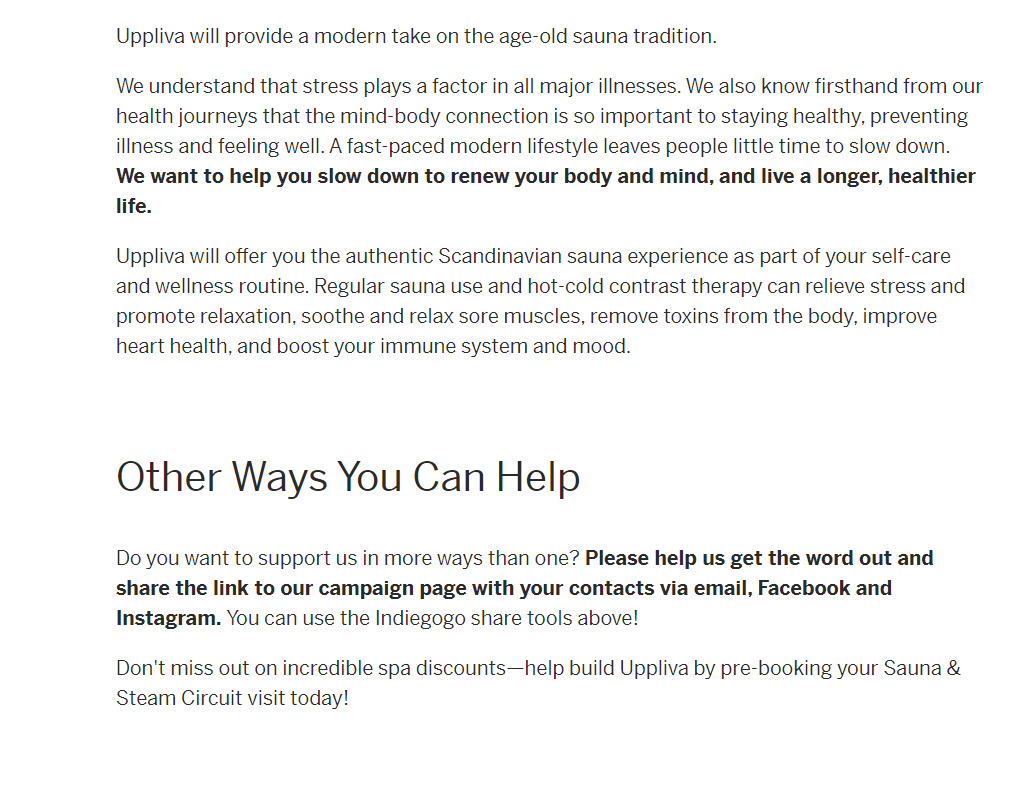 Uppliva will provide a modern take on the age-old sauna tradition.
We understand that stress plays a factor in all major illnesses. We also know firsthand from our
health journeys that the mind-body connection is so important to staying healthy, preventing
illness and feeling well. A fast-paced modern lifestyle leaves people little time to slow down.
We want to help you slow down to renew your body and mind, and live a longer, healthier
life.
Uppliva will offer you the authentic Scandinavian sauna experience as part of your self-care
and wellness routine. Regular sauna use and hot-cold contrast therapy can relieve stress and
promote relaxation, soothe and relax sore muscles, remove toxins from the body, improve
heart health, and boost your immune system and mood.
Other Ways You Can Help
Do you want to support us in more ways than one? Please help us get the word out and
share the link to our campaign page with your contacts via email, Facebook and
Instagram. You can use the Indiegogo share tools above!
Don't miss out on incredible spa discounts—help build Uppliva by pre-booking your Sauna &
Steam Circuit visit today!